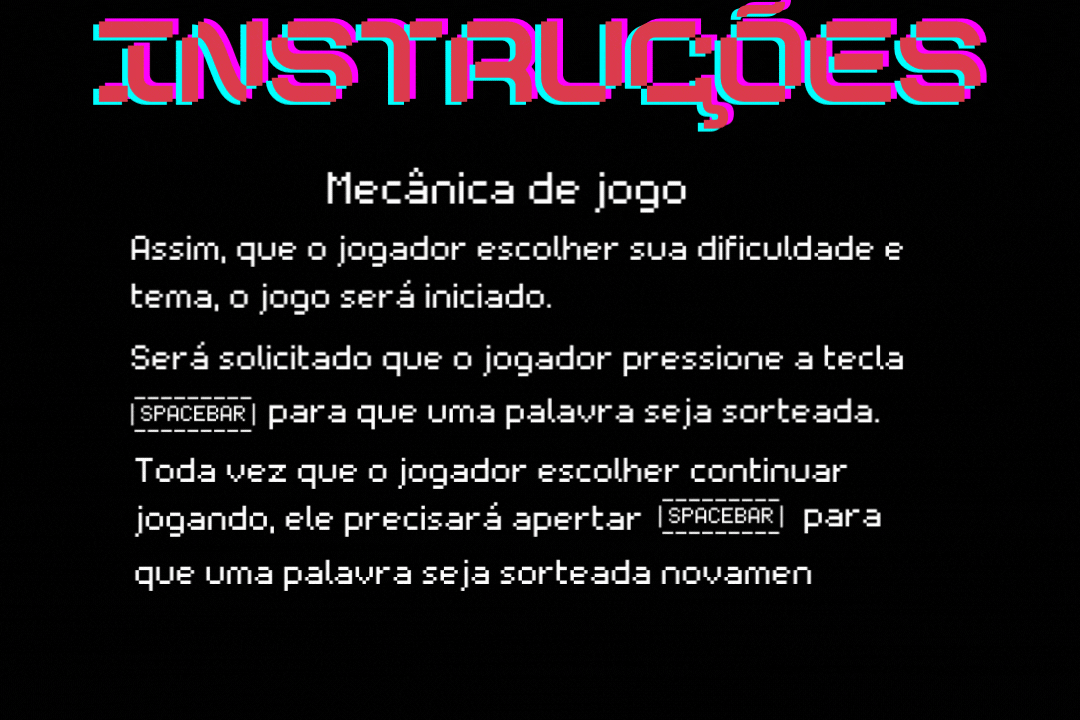 INSTRUÇÕES
Mecânica de jogo
Assim, que o jogador escolher sua dificuldade e
tema, o jogo será iniciado.
Será solicitado que o jogador pressione a tecla
|SPACEBAR| para que uma palavra seja sorteada.
Toda vez que o jogador escolher continuar
jogando, ele precisará apertar |SPACEBAR| para
que uma palavra seja sorteada novamen